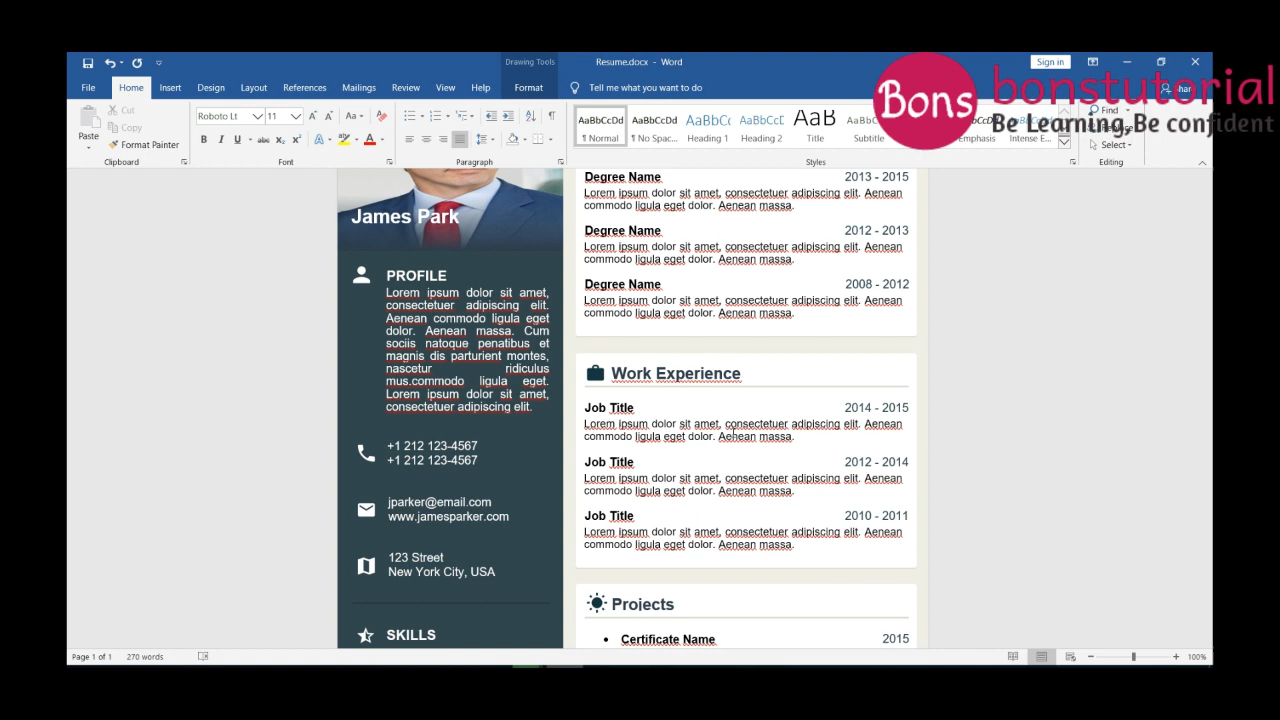 Drawing Tools
Resume.docx - Word
Sign in
File
Home
Insert
Design
Layout
References
Mailings
Review
View
Help
Format
Tell me what you want to do
Bons
bonstutorial
Be Learning,Be confident
Paste
Cut
Copy
Format Painter
Clipboard
Roboto Lt
11
Font
Paragraph
AaBbCcDd
¶ Normal
AaBbCcDd
¶ No Spac...
AaBbCc
Heading 1
AaBbCcE
Heading 2
AaB
Title
Subtitle
Emphasis
Intense E...
Styles
Find
Select
Editing
James Park
PROFILE
Lorem ipsum dolor sit amet,
consectetuer adipiscing elit.
Aenean commodo ligula eget
dolor. Aenean massa. Cum
sociis natoque penatibus et
magnis dis parturient montes,
nascetur ridiculus
mus.commodo ligula eget.
Lorem ipsum dolor sit amet,
consectetuer adipiscing elit.
+1 212 123-4567
+1 212 123-4567
jparker@email.com
www.jamesparker.com
123 Street
New York City, USA
SKILLS
Degree Name 2013 - 2015
Lorem ipsum dolor sit amet, consectetuer adipiscing elit. Aenean
commodo ligula eget dolor. Aenean massa.
Degree Name 2012 - 2013
Lorem ipsum dolor sit amet, consectetuer adipiscing elit. Aenean
commodo ligula eget dolor. Aenean massa.
Degree Name 2008 - 2012
Lorem ipsum dolor sit amet, consectetuer adipiscing elit. Aenean
commodo ligula eget dolor. Aenean massa.
Work Experience
Job Title 2014 - 2015
Lorem ipsum dolor sit amet, consectetuer adipiscing elit. Aenean
commodo ligula eget dolor. Aenean massa.
Job Title 2012 - 2014
Lorem ipsum dolor sit amet, consectetuer adipiscing elit. Aenean
commodo ligula eget dolor. Aenean massa.
Job Title 2010 - 2011
Lorem ipsum dolor sit amet, consectetuer adipiscing elit. Aenean
commodo ligula eget dolor. Aenean massa.
Projects
• Certificate Name 2015
Page 1 of 1
270 words
100%